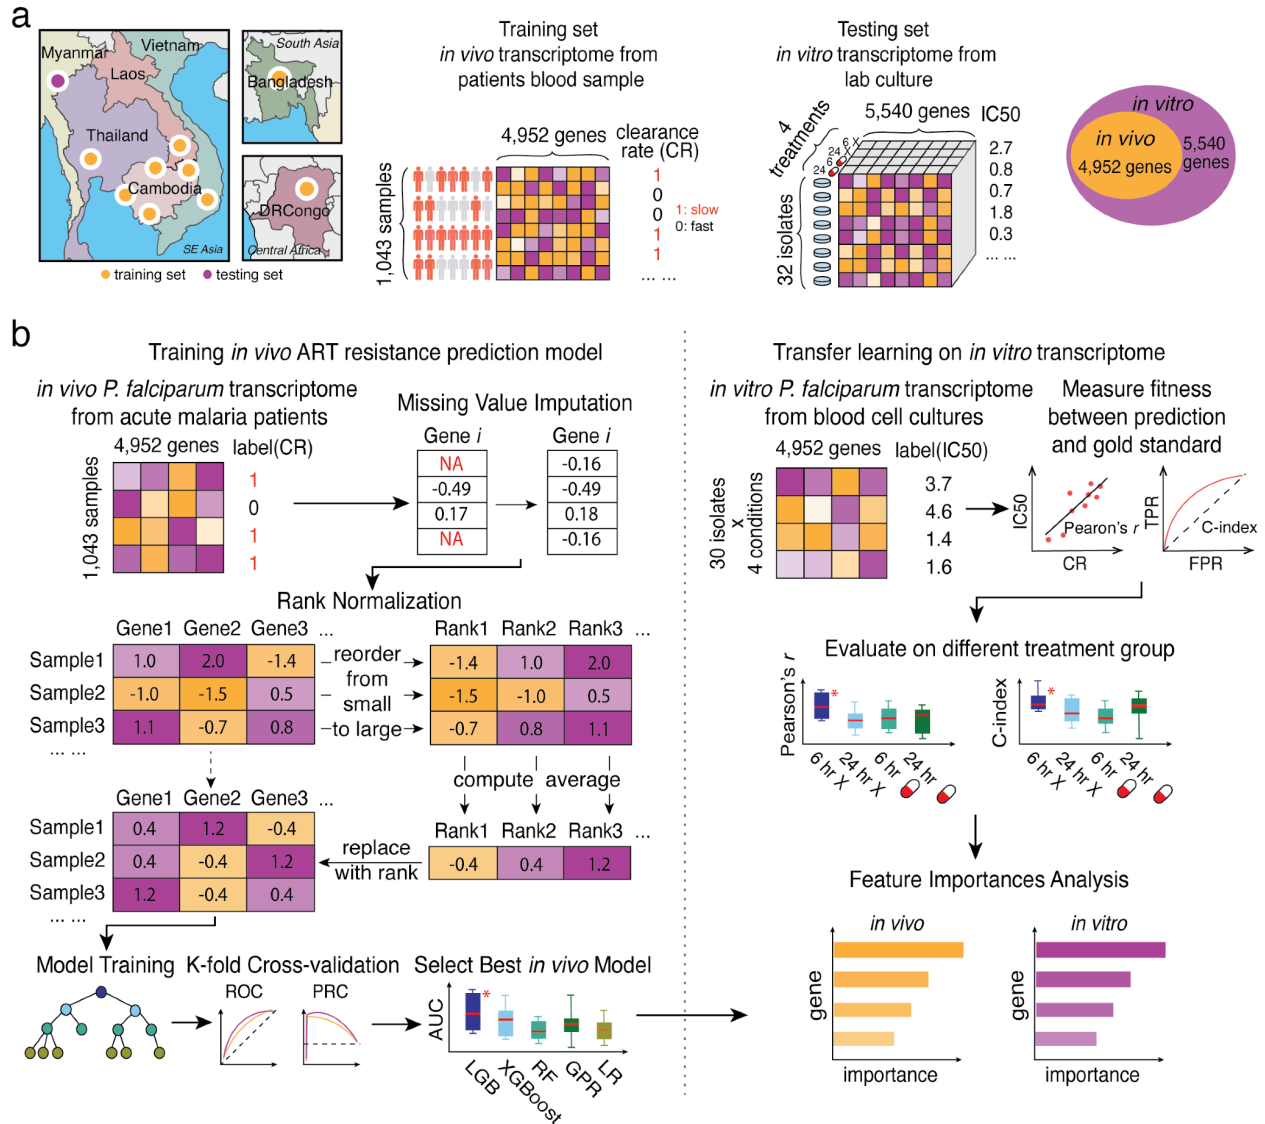 a
Myanmar
Vietnam
Laos
Thailand
Cambodia
SE Asia
South Asia
Bangladesh
DRCongo
Central Africa
training set
testing set
Training set
in vivo transcriptome from
patients blood sample
4,952 genes
clearance
rate (CR)
1,043 samples
1
0
0
1
1
... ...
1: slow
0: fast
Testing set
in vitro transcriptome from
lab culture
4
treatments
5,540 genes
IC50
6 X
24 X
6
24
32 isolates
2.7
0.8
0.7
1.8
0.3
... ...
in vitro
in vivo
4,952 genes
5,540
genes
b
Training in vivo ART resistance prediction model
in vivo P. falciparum transcriptome
from acute malaria patients
4,952 genes
label(CR)
1,043 samples
1
0
1
1
Missing Value Imputation
Gene i
NA
-0.49
0.17
NA
Gene i
-0.16
-0.49
0.18
-0.16
Rank Normalization
Gene1 Gene2 Gene3 ...
Sample1 1.0 2.0 -1.4
Sample2 -1.0 -1.5 0.5
Sample3 1.1 -0.7 0.8
... ...
reorder
from
small
to large
Rank1 Rank2 Rank3 ...
-1.4 1.0 2.0
-1.5 -1.0 0.5
-0.7 0.8 1.1
compute average
Rank1 Rank2 Rank3 ...
-0.4 0.4 1.2
replace
with rank
Gene1 Gene2 Gene3 ...
Sample1 0.4 1.2 -0.4
Sample2 0.4 -0.4 1.2
Sample3 1.2 -0.4 0.4
... ...
Model Training
K-fold Cross-validation
ROC
PRC
Select Best in vivo Model
AUC
*
LGB
XGBoost
RF
GPR
LR
Transfer learning on in vitro transcriptome
in vitro P. falciparum transcriptome
from blood cell cultures
4,952 genes
label(IC50)
30 isolates
x
4 conditions
3.7
4.6
1.4
1.6
Measure fitness
between prediction
and gold standard
IC50
Pearon's r
CR
TPR
C-index
FPR
Evaluate on different treatment group
Pearson's r
*
6 hr X
24 hr X
6 hr
24 hr
C-index
*
6 hr X
24 hr X
6 hr
24 hr
Feature Importances Analysis
in vivo
gene
importance
in vitro
gene
importance